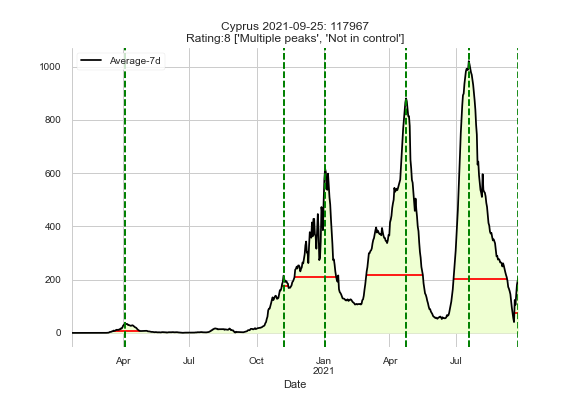 Cyprus 2021-09-25: 117967
Rating:8 ['Multiple peaks', 'Not in control']
Average-7d
1000
800
600
400
200
0
Apr Jul Oct Jan Apr Jul
2021
Date